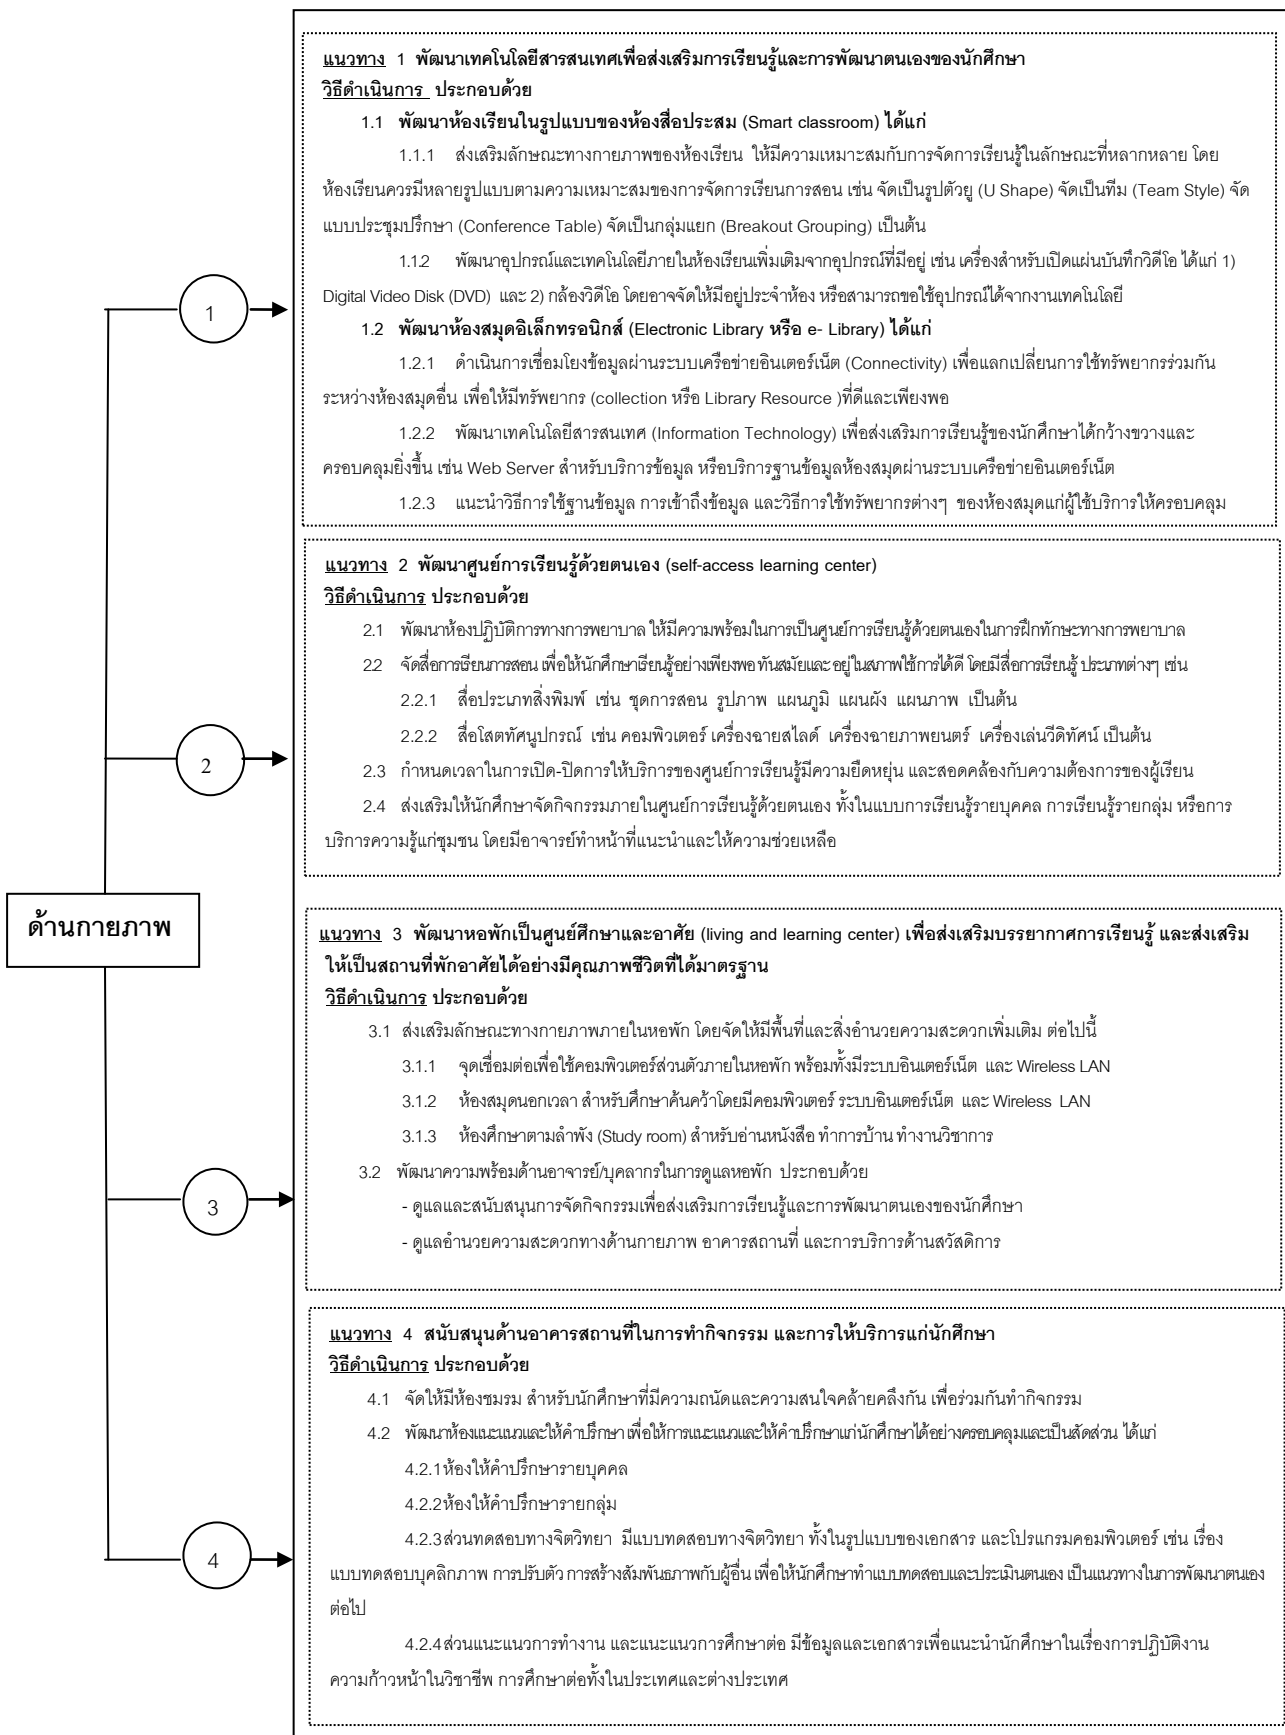 แนวทาง 1 พัฒนาเทคโนโลยีสารสนเทศเพื่อส่งเสริมการเรียนรู้และการพัฒนาตนเองของนักศึกษา
วิธีดำเนินการ ประกอบด้วย
1.1 พัฒนาห้องเรียนในรูปแบบของห้องสื่อประสม (Smart classroom) ได้แก่
1.1.1 ส่งเสริมลักษณะทางกายภาพของห้องเรียน ให้มีความเหมาะสมกับการจัดการเรียนรู้ในลักษณะที่หลากหลาย โดย
ห้องเรียนควรมีหลายรูปแบบตามความเหมาะสมของการจัดการเรียนการสอน เช่น จัดเป็นรูปตัวยู (U Shape) จัดเป็นทีม (Team Style) จัด
แบบประชุมปรึกษา (Conference Table) จัดเป็นกลุ่มแยก (Breakout Grouping) เป็นต้น
1.1.2 พัฒนาอุปกรณ์และเทคโนโลยีภายในห้องเรียนเพิ่มเติมจากอุปกรณ์ที่มีอยู่ เช่น เครื่องสำหรับเปิดแผ่นบันทึกวิดีโอ ได้แก่ 1)
Digital Video Disk (DVD) และ 2) กล้องวิดีโอ โดยอาจจัดให้มีอยู่ประจำห้อง หรือสามารถขอใช้อุปกรณ์ได้จากงานเทคโนโลยี
1
1.2 พัฒนาห้องสมุดอิเล็กทรอนิกส์ (Electronic Library หรือ e- Library) ได้แก่
1.2.1 ดำเนินการเชื่อมโยงข้อมูลผ่านระบบเครือข่ายอินเตอร์เน็ต (Connectivity) เพื่อแลกเปลี่ยนการใช้ทรัพยากรร่วมกัน
ระหว่างห้องสมุดอื่น เพื่อให้มีทรัพยากร (collection หรือ Library Resource )ที่ดีและเพียงพอ
1.2.2 พัฒนาเทคโนโลยีสารสนเทศ (Information Technology) เพื่อส่งเสริมการเรียนรู้ของนักศึกษาได้กว้างขวางและ
ครอบคลุมยิ่งขึ้น เช่น Web Server สำหรับบริการข้อมูล หรือบริการฐานข้อมูลห้องสมุดผ่านระบบเครือข่ายอินเตอร์เน็ต
1.2.3 แนะนำวิธีการใช้ฐานข้อมูล การเข้าถึงข้อมูล และวิธีการใช้ทรัพยากรต่างๆ ของห้องสมุดแก่ผู้ใช้บริการให้ครอบคลุม
แนวทาง 2 พัฒนาศูนย์การเรียนรู้ด้วยตนเอง (self-access learning center)
วิธีดำเนินการ ประกอบด้วย
2.1 พัฒนาห้องปฏิบัติการทางการพยาบาล ให้มีความพร้อมในการเป็นศูนย์การเรียนรู้ด้วยตนเองในการฝึกทักษะทางการพยาบาล
2.2 จัดสื่อการเรียนการสอน เพื่อให้นักศึกษาเรียนรู้อย่างเพียงพอ ทันสมัยและ อยู่ในสภาพใช้การได้ดี โดยมีสื่อการเรียนรู้ ประเภทต่างๆ เช่น
2.2.1 สื่อประเภทสิ่งพิมพ์ เช่น ชุดการสอน รูปภาพ แผนภูมิ แผนผัง แผนภาพ เป็นต้น
2.2.2 สื่อโสตทัศนูปกรณ์ เช่น คอมพิวเตอร์ เครื่องฉายสไลด์ เครื่องฉายภาพยนตร์ เครื่องเล่นวีดิทัศน์ เป็นต้น
2
2.3 กำหนดเวลาในการเปิด-ปิดการให้บริการของศูนย์การเรียนรู้มีความยืดหยุ่น และสอดคล้องกับความต้องการของผู้เรียน
2.4 ส่งเสริมให้นักศึกษาจัดกิจกรรมภายในศูนย์การเรียนรู้ด้วยตนเอง ทั้งในแบบการเรียนรู้รายบุคคล การเรียนรู้รายกลุ่ม หรือการ
บริการความรู้แก่ชุมชน โดยมีอาจารย์ทำหน้าที่แนะนำและให้ความช่วยเหลือ
ด้านกายภาพ
แนวทาง 3 พัฒนาหอพักเป็นศูนย์ศึกษาและอาศัย (living and learning center) เพื่อส่งเสริมบรรยากาศการเรียนรู้ และส่งเสริม
ให้เป็นสถานที่พักอาศัยได้อย่างมีคุณภาพชีวิตที่ได้มาตรฐาน
วิธีดำเนินการ ประกอบด้วย
3.1 ส่งเสริมลักษณะทางกายภาพภายในหอพัก โดยจัดให้มีพื้นที่และสิ่งอำนวยความสะดวกเพิ่มเติม ต่อไปนี้
3.1.1 จุดเชื่อมต่อเพื่อใช้คอมพิวเตอร์ส่วนตัวภายในหอพัก พร้อมทั้งมีระบบอินเตอร์เน็ต และ Wireless LAN
3.1.2 ห้องสมุดนอกเวลา สำหรับศึกษาค้นคว้าโดยมีคอมพิวเตอร์ ระบบอินเตอร์เน็ต และ Wireless LAN
3.1.3 ห้องศึกษาตามลำพัง (Study room) สำหรับอ่านหนังสือ ทำการบ้าน ทำงานวิชาการ
3.2 พัฒนาความพร้อมด้านอาจารย์/บุคลากรในการดูแลหอพัก ประกอบด้วย
3
- ดูแลและสนับสนุนการจัดกิจกรรมเพื่อส่งเสริมการเรียนรู้และการพัฒนาตนเองของนักศึกษา
- ดูแลอำนวยความสะดวกทางด้านกายภาพ อาคารสถานที่ และการบริการด้านสวัสดิการ
แนวทาง 4 สนับสนุนด้านอาคารสถานที่ในการทำกิจกรรม และการให้บริการแก่นักศึกษา
วิธีดำเนินการ ประกอบด้วย
4.1 จัดให้มีห้องชมรม สำหรับนักศึกษาที่มีความถนัดและความสนใจคล้ายคลึงกัน เพื่อร่วมกันทำกิจกรรม
4.2 พัฒนาห้องแนะแนวและให้คำปรึกษา เพื่อให้การแนะแนวและให้คำปรึกษาแก่นักศึกษาได้อย่างครอบคลุมและเป็นสัดส่วน ได้แก่
4.2.1ห้องให้คำปรึกษารายบุคคล
4.2.2ห้องให้คำปรึกษารายกลุ่ม
4.2.3ส่วนทดสอบทางจิตวิทยา มีแบบทดสอบทางจิตวิทยา ทั้งในรูปแบบของเอกสาร และโปรแกรมคอมพิวเตอร์ เช่น เรื่อง
4
แบบทดสอบบุคลิกภาพ การปรับตัว การสร้างสัมพันธภาพกับผู้อื่น เพื่อให้นักศึกษาทำแบบทดสอบและประเมินตนเอง เป็นแนวทางในการพัฒนาตนเอง
ต่อไป
4.2.4ส่วนแนะแนวการทำงาน และแนะแนวการศึกษาต่อ มีข้อมูลและเอกสารเพื่อแนะนำนักศึกษาในเรื่องการปฏิบัติงาน
ความก้าวหน้าในวิชาชีพ การศึกษาต่อทั้งในประเทศและต่างประเทศ